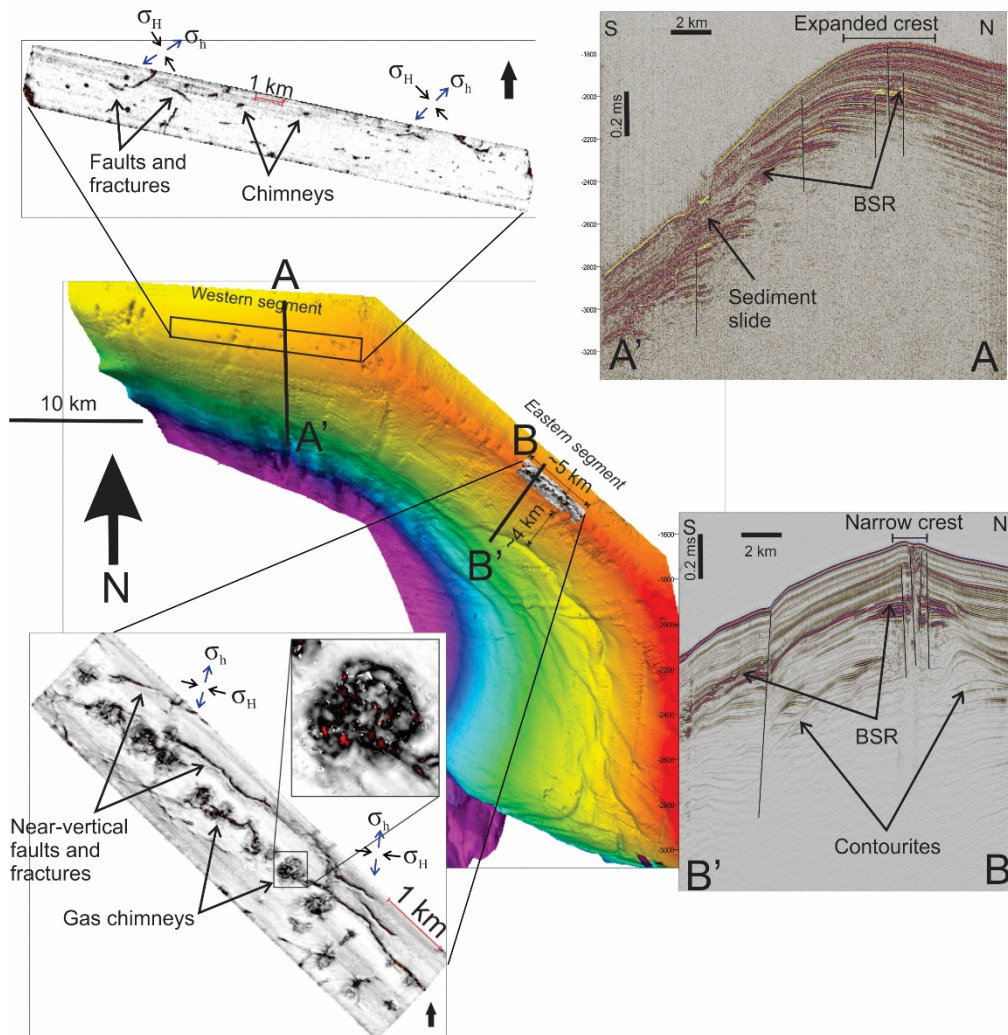 σH
σh
σH
σh
1 km
Faults and
fractures
Chimneys
S
2 km
Expanded crest
N
0.2 ms
-1800
-2000
-2200
-2400
-2600
-2800
-3000
-3200
BSR
Sediment
slide
A'
A
A
Western segment
10 km
A'
N
Eastern segment
B
~5 km
~4 km
B'
-1600
-1800
-2000
-2200
-2400
-2600
-2800
-3000
S
Narrow crest
N
0.2 ms
2 km
BSR
Contourites
B'
B
σh
σH
Near-vertical
faults and
fractures
Gas chimneys
σh
σH
1 km